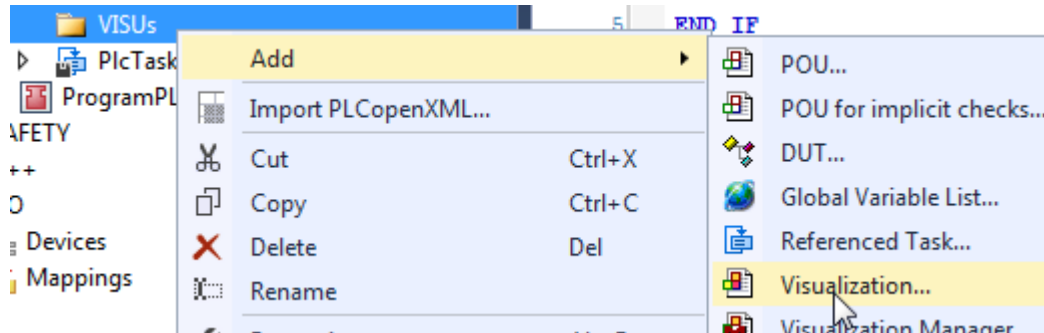 VISUs
5 END IF
PlcTask
ProgramPL
AFETY
++
O
Devices
Mappings
Add
Import PLCopenXML...
Cut Ctrl+X
Copy Ctrl+C
Delete Del
Rename
POU...
POU for implicit checks...
DUT...
Global Variable List...
Referenced Task...
Visualization...
Visualization Manager